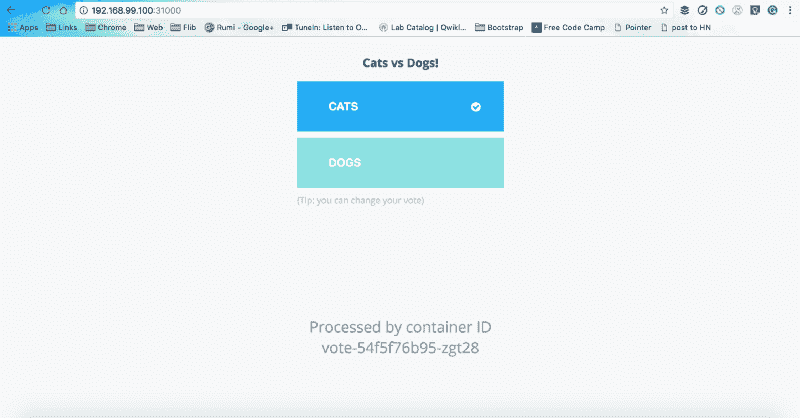 192.168.99.100:31000
Apps Links Chrome Web Flib Rumi - Google+ TuneIn: Listen to O... Lab Catalog | Qwikl... Bootstrap Free Code Camp Pointer post to HN
Cats vs Dogs!
CATS
DOGS
(Tip: you can change your vote)
Processed by container ID
vote-54f5f76b95-zgt28